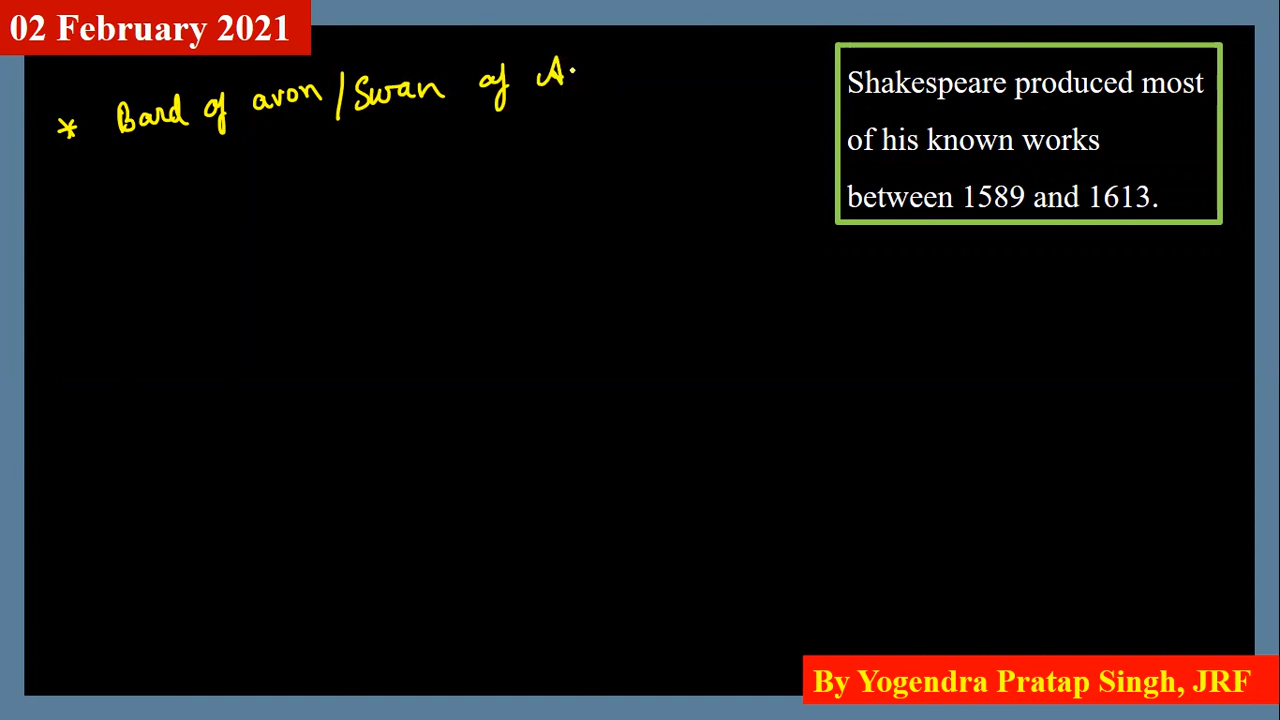 02 February 2021
* Bard of avon / Swan of A.
Shakespeare produced most
of his known works
between 1589 and 1613.
By Yogendra Pratap Singh, JRF